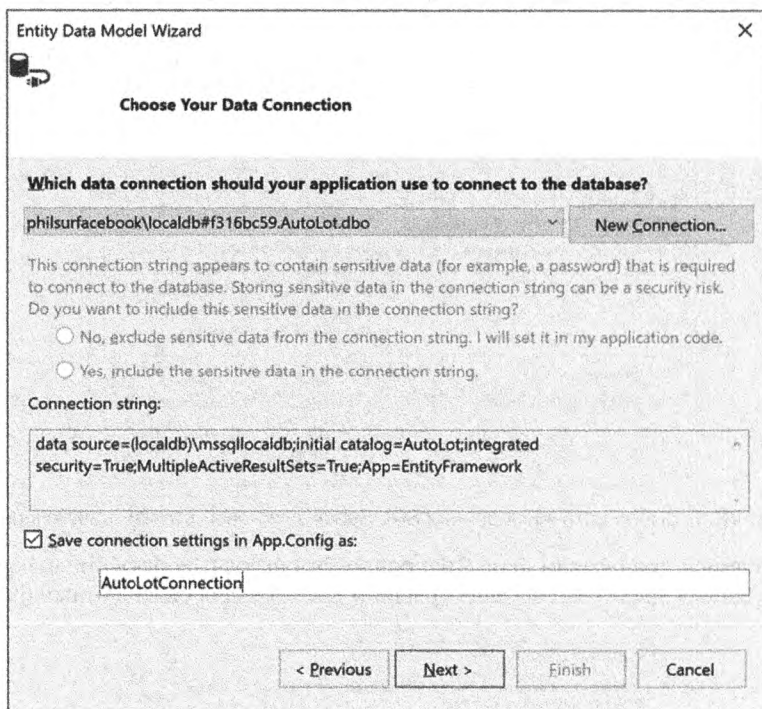 Entity Data Model Wizard
Choose Your Data Connection
Which data connection should your application use to connect to the database?
philsurfacebook\localdb#f316bc59.AutoLot.dbo
New Connection...
This connection string appears to contain sensitive data (for example, a password) that is required
to connect to the database. Storing sensitive data in the connection string can be a security risk.
Do you want to include this sensitive data in the connection string?
No, exclude sensitive data from the connection string. I will set it in my application code.
Yes, include the sensitive data in the connection string.
Connection string:
data source=(localdb)\mssqllocaldb;initial catalog=AutoLot;integrated
security=True;MultipleActiveResultSets=True;App=EntityFramework
Save connection settings in App.Config as:
AutoLotConnection
< Previous
Next >
Finish
Cancel